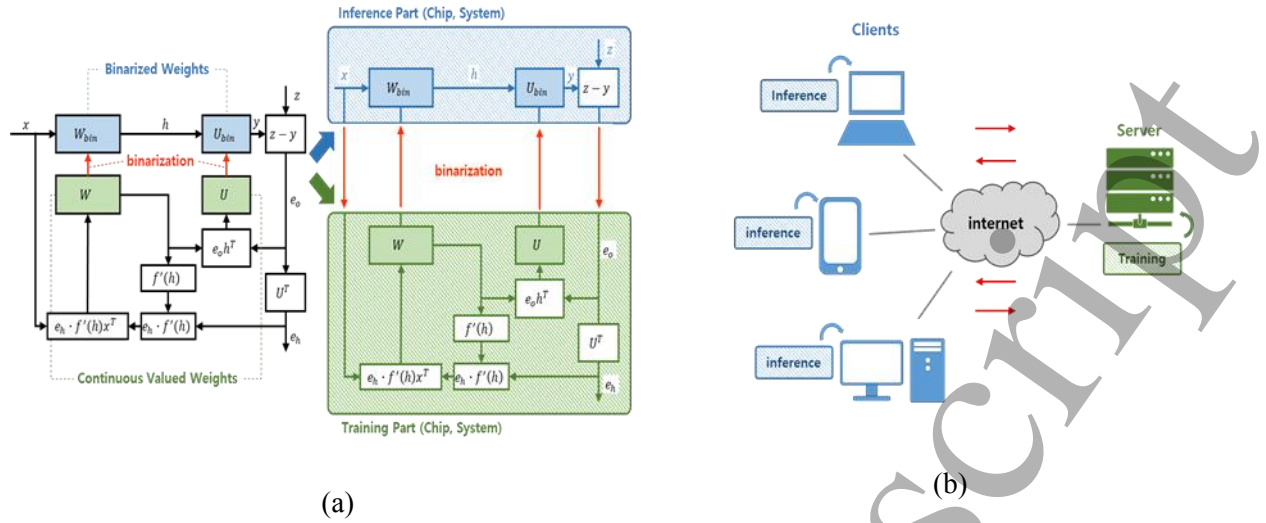 Inference Part (Chip, System)
Binarized Weights
x
W_bin
h
U_bin
y
z
z − y
binarization
W
U
e_o
e_o h^T
f'(h)
U^T
e_h · f'(h)x^T
e_h · f'(h)
e_h
Continuous Valued Weights
x
W_bin
h
U_bin
y
z
z − y
binarization
W
U
e_o
e_o h^T
f'(h)
U^T
e_h · f'(h)x^T
e_h · f'(h)
e_h
Training Part (Chip, System)
(a)
Clients
Inference
Server
inference
internet
Training
inference
(b)
script